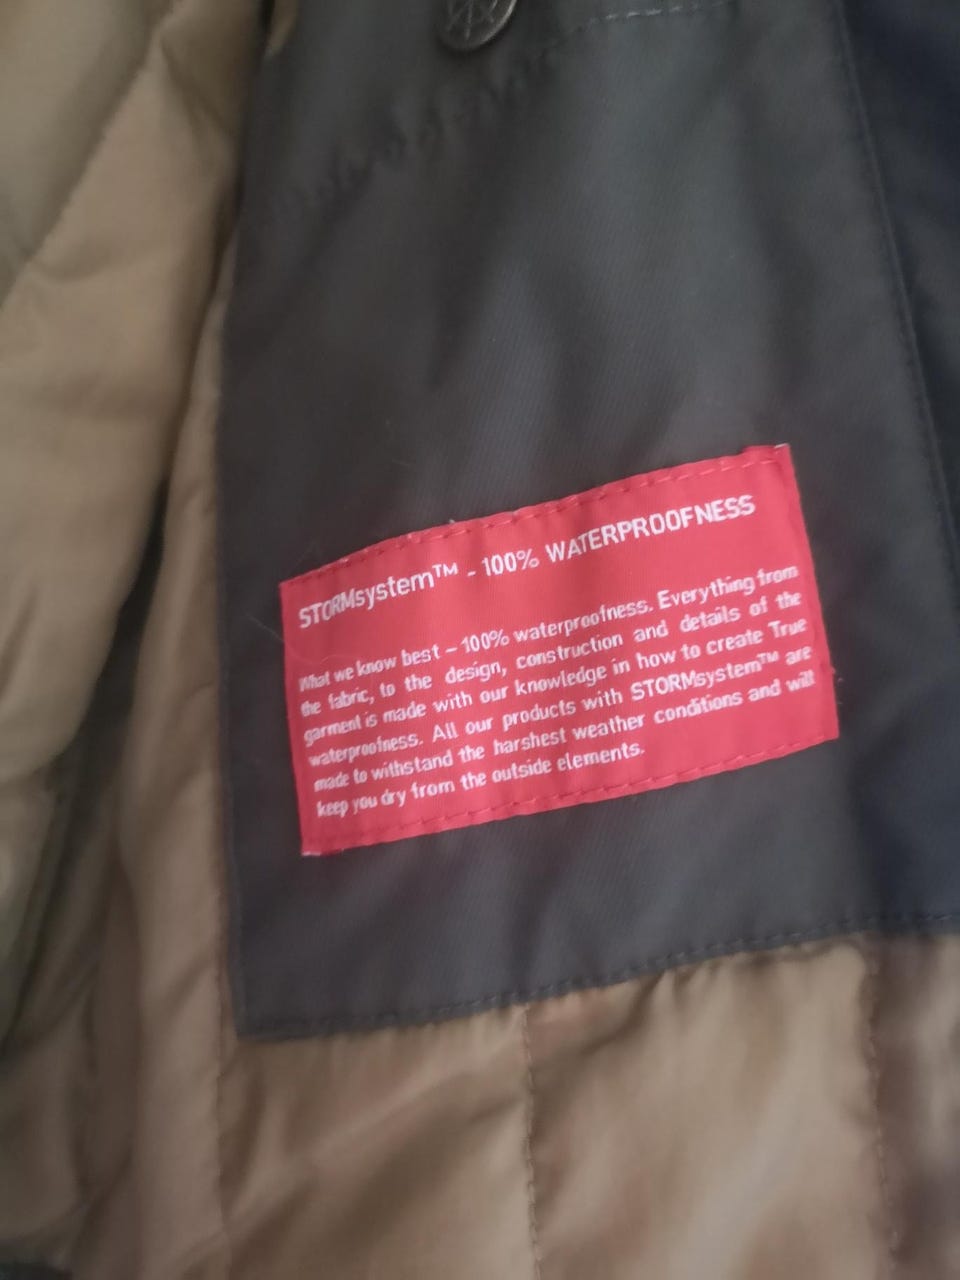 STORMsystem™ - 100% WATERPROOFNESS
What we know best – 100% waterproofness. Everything from
the fabric, to the design, construction and details of the
garment is made with our knowledge in how to create True
waterproofness. All our products with STORMsystem™ are
made to withstand the harshest weather conditions and will
keep you dry from the outside elements.